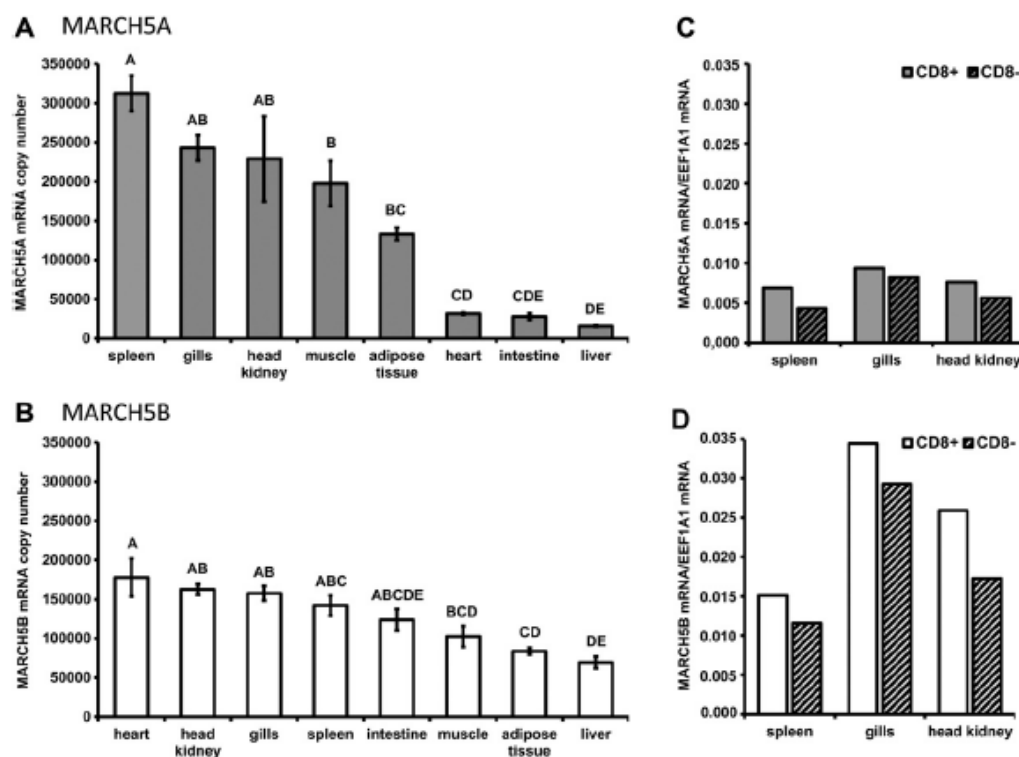 A MARCH5A
MARCH5A mRNA copy number
350000
300000
250000
200000
150000
100000
50000
0
A
AB
AB
B
BC
CD
CDE
DE
spleen gills head kidney muscle adipose tissue heart intestine liver
B MARCH5B
MARCH5B mRNA copy number
350000
300000
250000
200000
150000
100000
50000
0
A
AB
AB
ABC
ABCDE
BCD
CD
DE
heart head kidney gills spleen intestine muscle adipose tissue liver
C
CD8+ CD8-
MARCH5A mRNA/EEF1A1 mRNA
0.035
0.030
0.025
0.020
0.015
0.010
0.005
0,000
spleen gills head kidney
D
CD8+ CD8-
MARCH5B mRNA/EEF1A1 mRNA
0.035
0.030
0.025
0.020
0.015
0.010
0.005
0.000
spleen gills head kidney